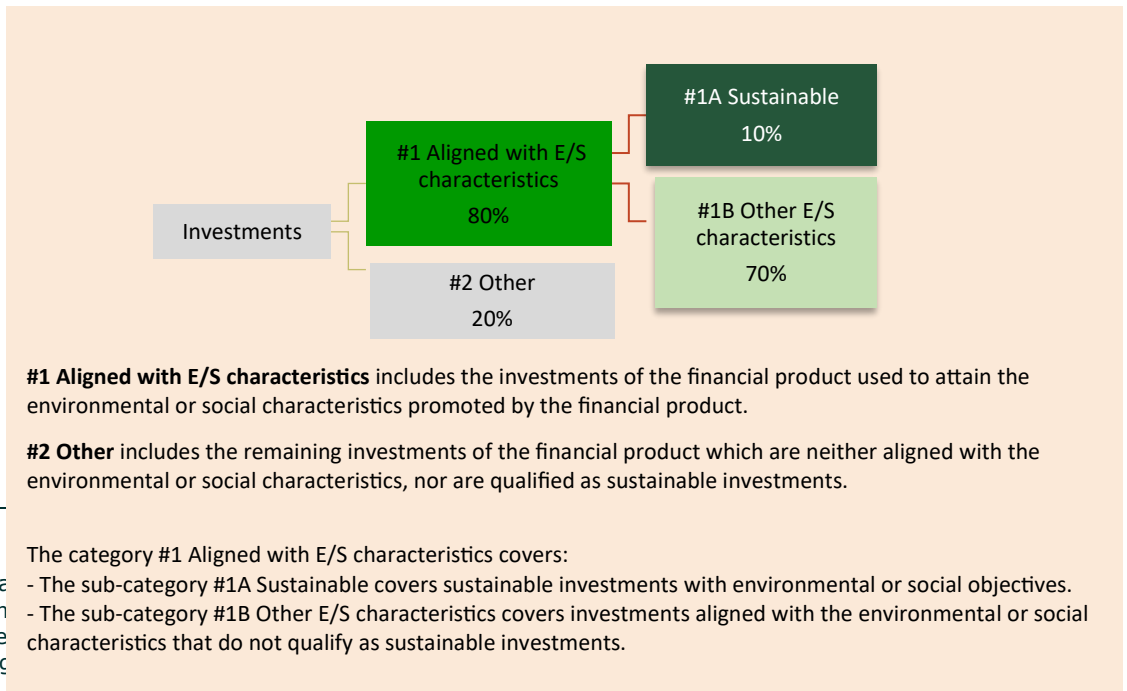 #1A Sustainable
10%
#1 Aligned with E/S
characteristics
80%
#1B Other E/S
characteristics
70%
Investments
#2 Other
20%
#1 Aligned with E/S characteristics includes the investments of the financial product used to attain the
environmental or social characteristics promoted by the financial product.
#2 Other includes the remaining investments of the financial product which are neither aligned with the
environmental or social characteristics, nor are qualified as sustainable investments.
The category #1 Aligned with E/S characteristics covers:
- The sub-category #1A Sustainable covers sustainable investments with environmental or social objectives.
- The sub-category #1B Other E/S characteristics covers investments aligned with the environmental or social
characteristics that do not qualify as sustainable investments.